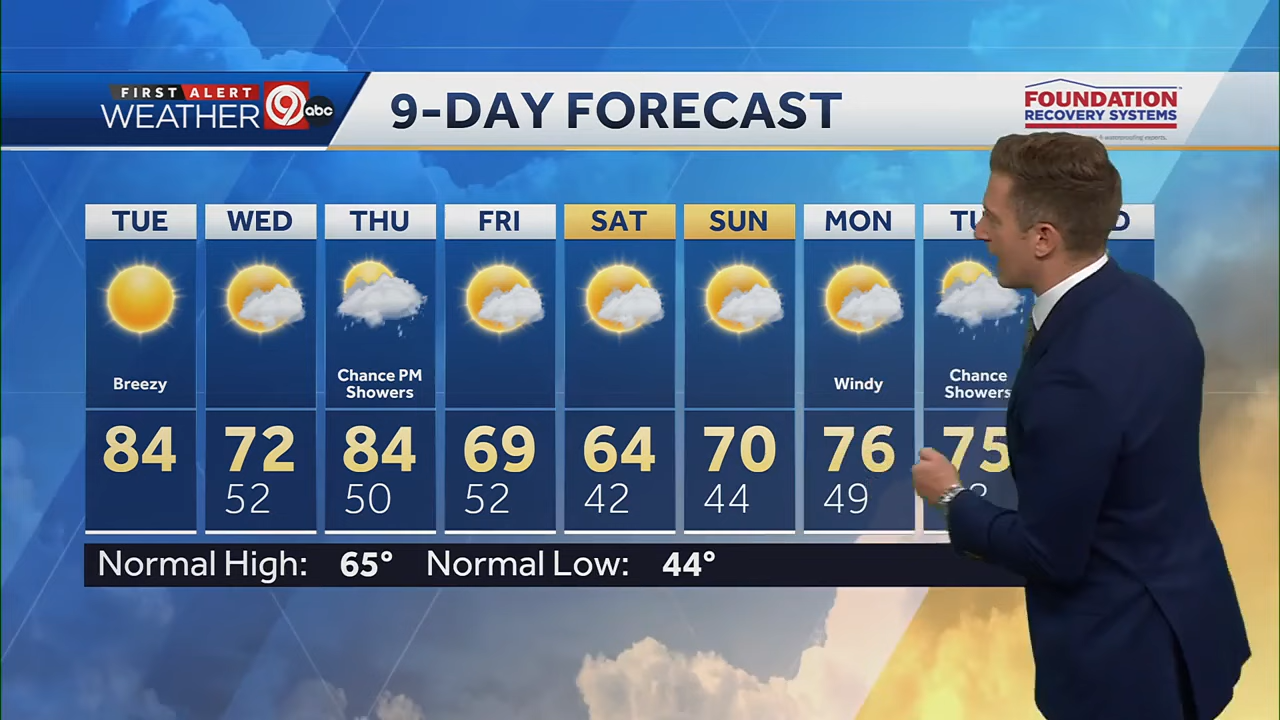 FIRST ALERT
WEATHER 9 abc
9-DAY FORECAST
FOUNDATION
RECOVERY SYSTEMS
TUE WED THU FRI SAT SUN MON
Breezy
Chance PM
Showers
Windy
Chance
Showers
84 72 84 69 64 70 76 75
52 50 52 42 44 49
Normal High: 65° Normal Low: 44°